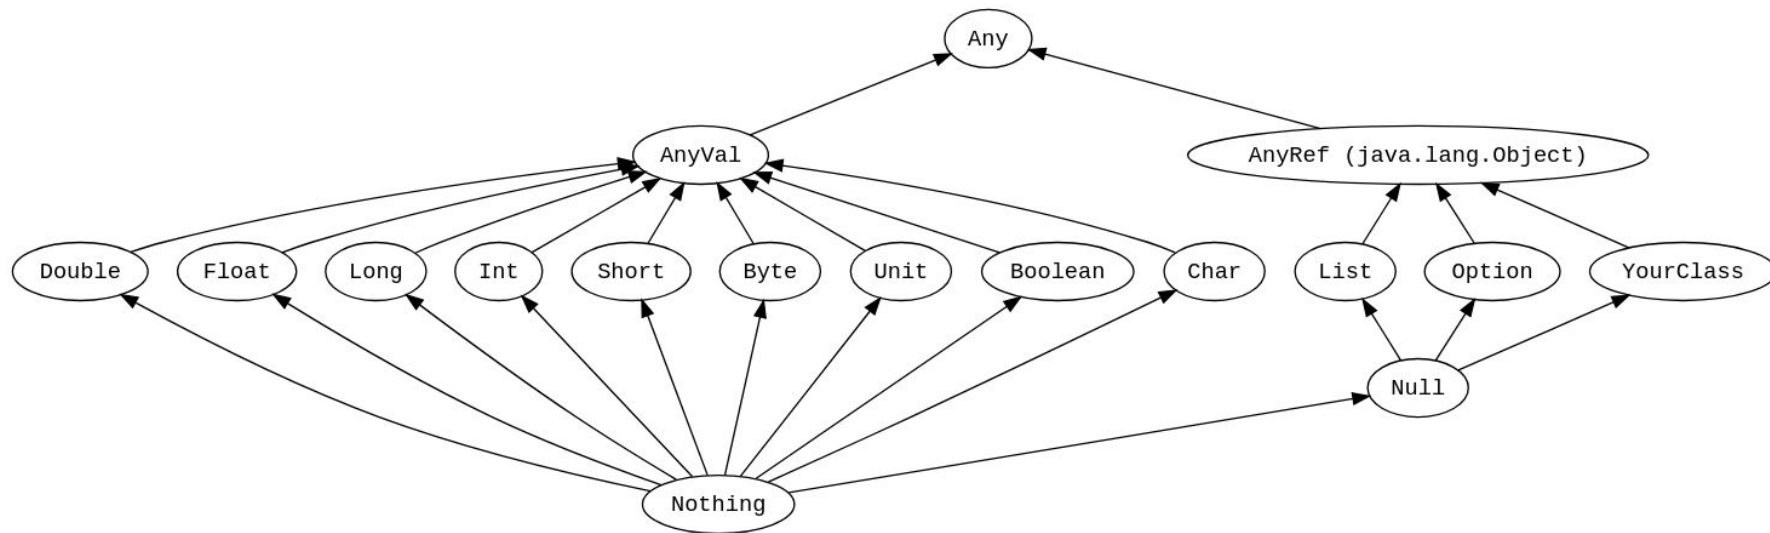 Any
AnyVal
AnyRef (java.lang.Object)
Double
Float
Long
Int
Short
Byte
Unit
Boolean
Char
List
Option
YourClass
Null
Nothing